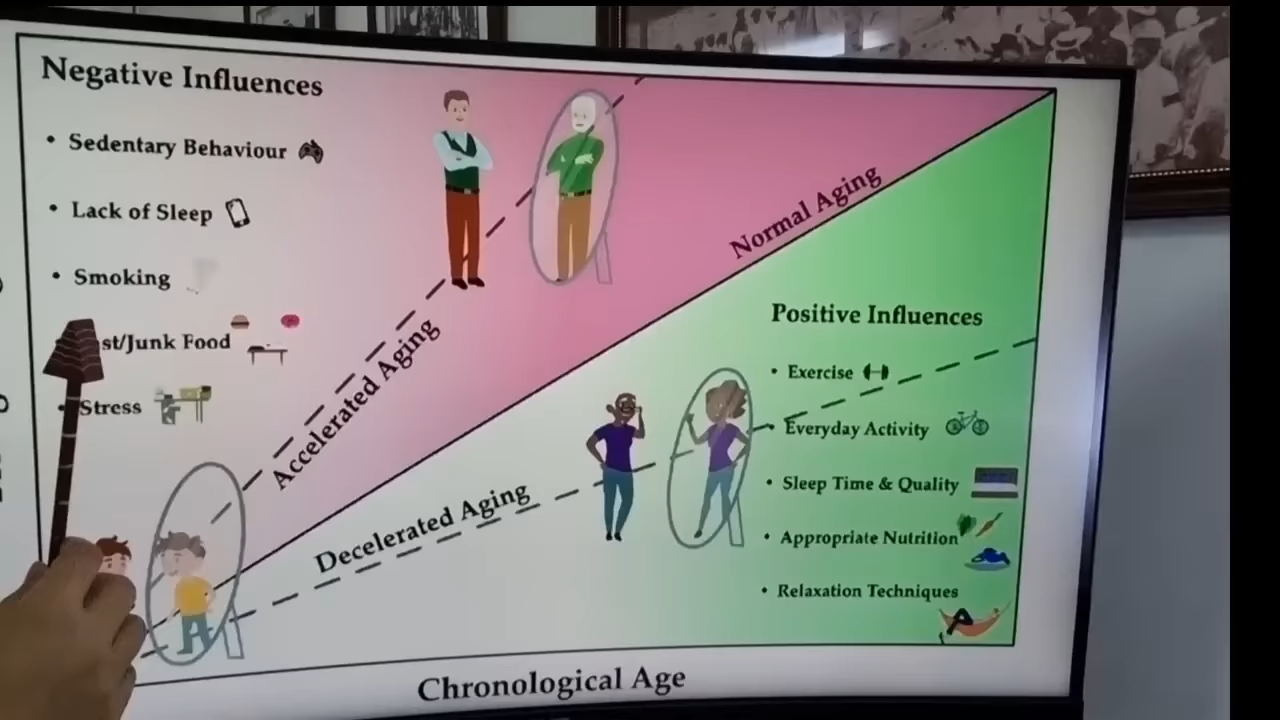 Negative Influences
• Sedentary Behaviour
• Lack of Sleep
• Smoking
st/Junk Food
• Stress
Accelerated Aging
Normal Aging
Decelerated Aging
Positive Influences
• Exercise
• Everyday Activity
• Sleep Time & Quality
• Appropriate Nutrition
• Relaxation Techniques
Chronological Age